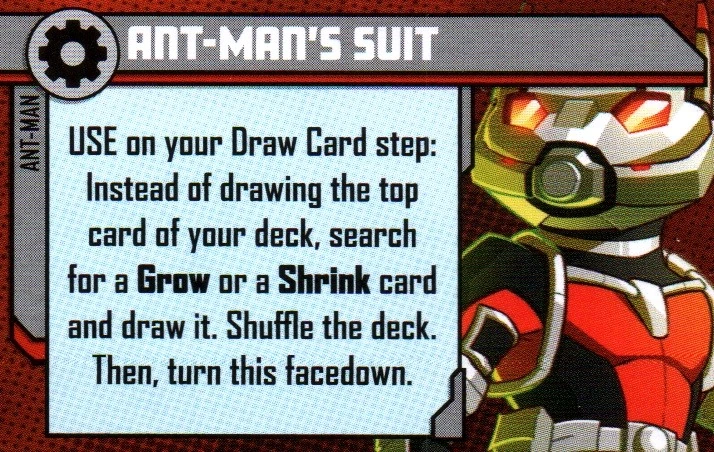 ANT-MAN'S SUIT
ANT-MAN
USE on your Draw Card step:
Instead of drawing the top
card of your deck, search
for a Grow or a Shrink card
and draw it. Shuffle the deck.
Then, turn this facedown.